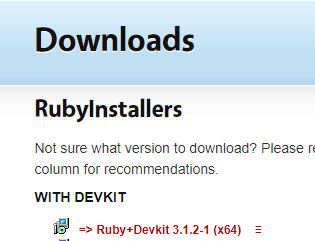 Downloads
RubyInstallers
Not sure what version to download? Please
column for recommendations.
WITH DEVKIT
=> Ruby+Devkit 3.1.2-1 (x64)